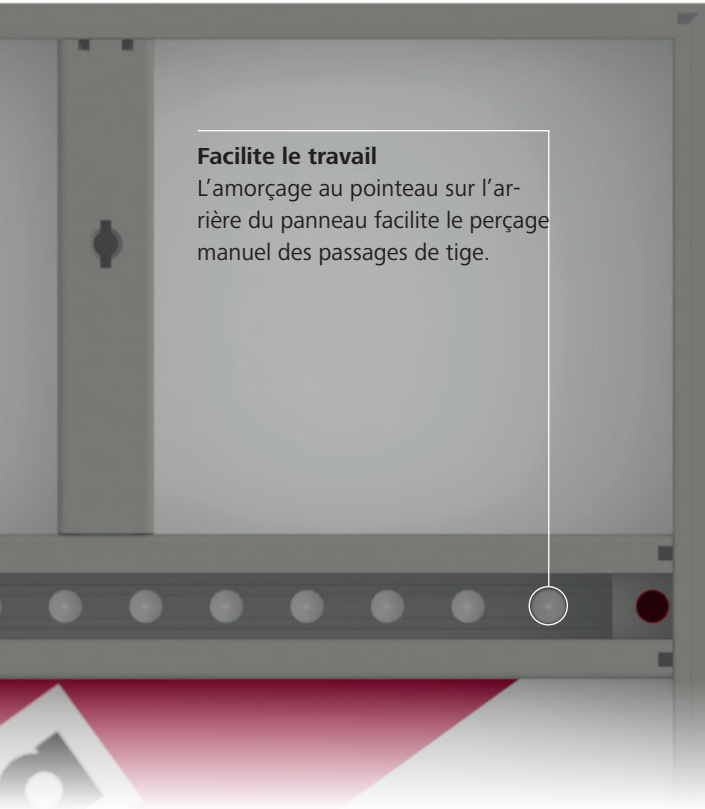 Facilite le travail
L’amorçage au pointeau sur l’ar-
rière du panneau facilite le perçage
manuel des passages de tige.